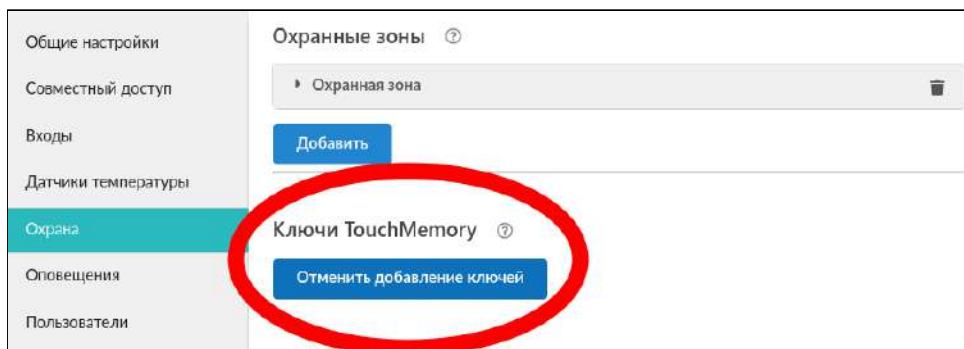 Общие настройки
Совместный доступ
Входы
Датчики температуры
Охрана
Оповещения
Пользователи
Охранные зоны
Охранная зона
Добавить
Ключи TouchMemory
Отменить добавление ключей